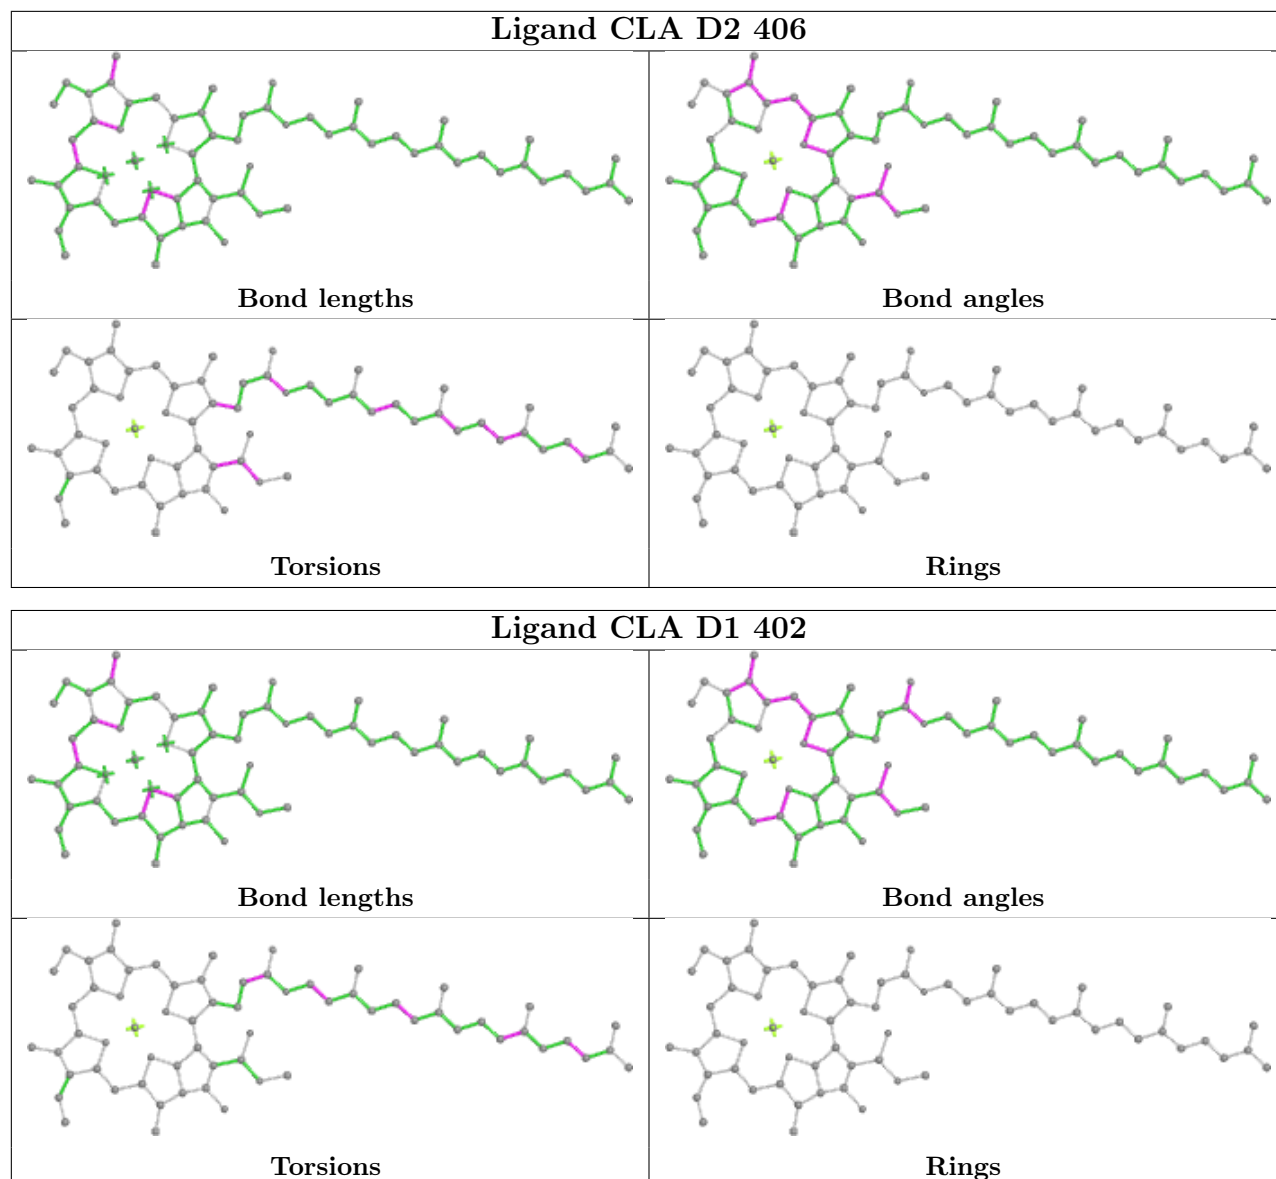 Ligand CLA D2 406
Bond lengths
Bond angles
Torsions
Rings
Ligand CLA D1 402
Bond lengths
Bond angles
Torsions
Rings